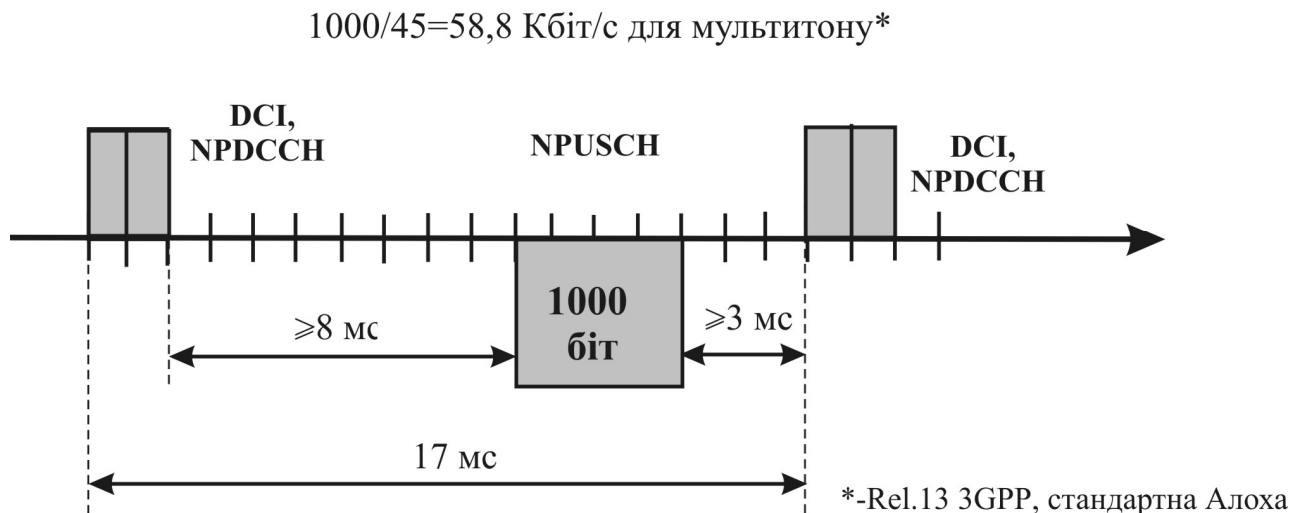 1000/45=58,8 Кбіт/с для мультитону*
DCI,
NPDCCH
NPUSCH
DCI,
NPDCCH
1000
біт
⩾8 мс
⩾3 мс
17 мс
*-Rel.13 3GPP, стандартна Алоха